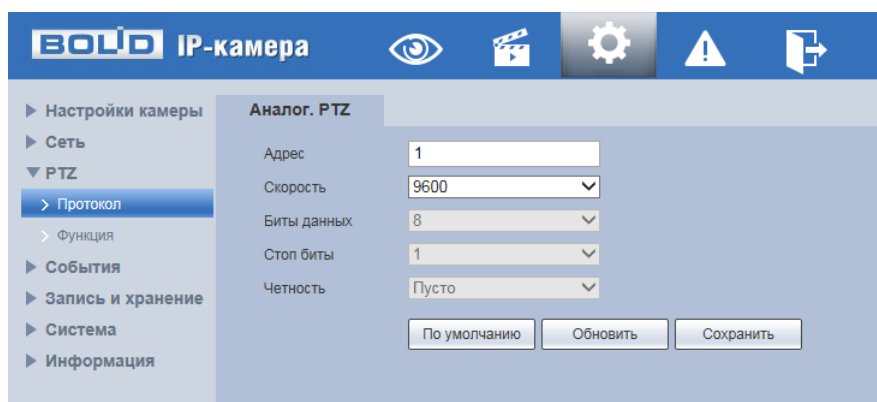 BOLID IP-камера
Настройки камеры
Сеть
PTZ
Протокол
Функция
События
Запись и хранение
Система
Информация
Аналог. PTZ
Адрес 1
Скорость 9600
Биты данных 8
Стоп биты 1
Четность Пусто
По умолчанию Обновить Сохранить